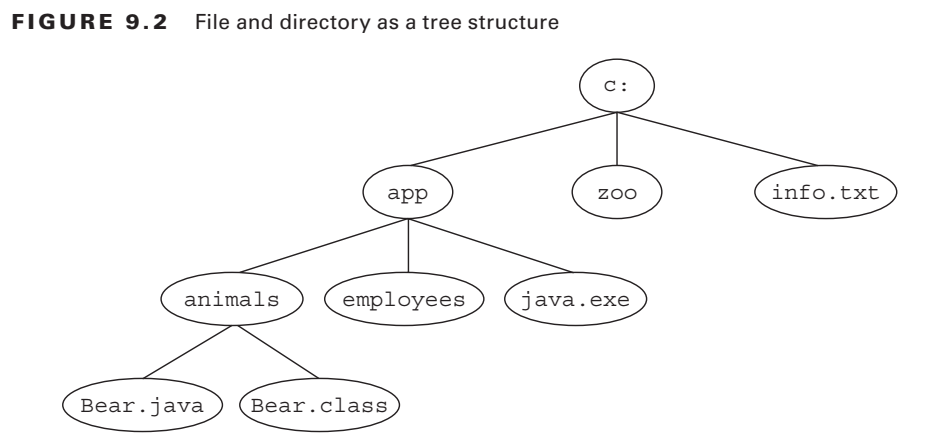 FIGURE 9.2 File and directory as a tree structure
c:
app
zoo
info.txt
animals
employees
java.exe
Bear.java
Bear.class